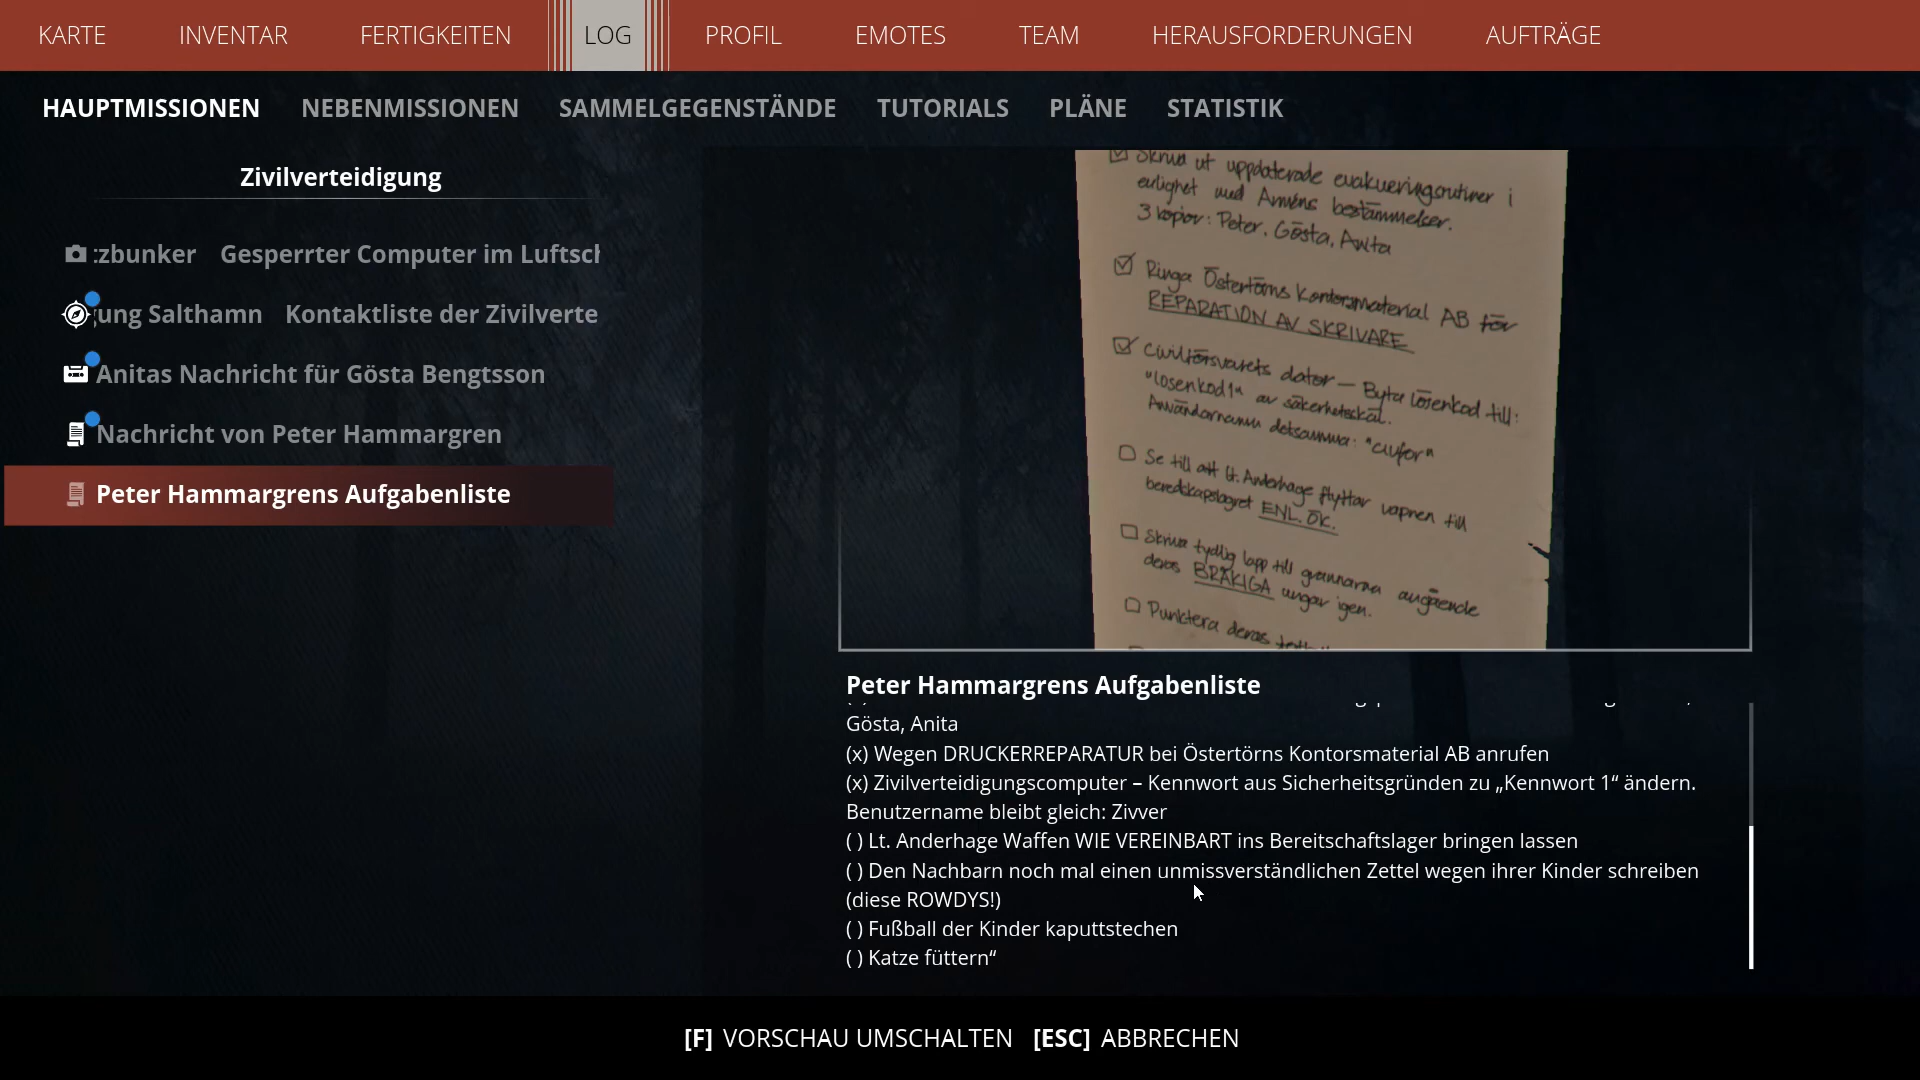 KARTE INVENTAR FERTIGKEITEN LOG PROFIL EMOTES TEAM HERAUSFORDERUNGEN AUFTRÄGE
HAUPTMISSIONEN NEBENMISSIONEN SAMMELGEGENSTÄNDE TUTORIALS PLÄNE STATISTIK
Zivilverteidigung
zbunker Gesperrter Computer im Luftsch
gung Salthamn Kontaktliste der Zivilverte
Anitas Nachricht für Gösta Bengtsson
Nachricht von Peter Hammargren
Peter Hammargrens Aufgabenliste
Skriva ut uppdaterade evakueringsrutiner i
enlighet med Arméns bestämmelser.
3 kopior: Peter, Gösta, Anita
Ringa Östertörns Kontorsmaterial AB för
REPARATION AV SKRIVARE
Civilförsvarets dator – Byta lösenkod till:
"losenkod1" av säkerhetskäl.
Användarnamn detsamma: "civfor"
Se till att Lt. Anderhage flyttar vapnen till
beredskapslagret ENL. ÖK.
Skriva tydlig lapp till grannarna angående
deras BRÅKIGA ungar igen.
Punktera deras
Peter Hammargrens Aufgabenliste
Gösta, Anita
(x) Wegen DRUCKERREPARATUR bei Östertörns Kontorsmaterial AB anrufen
(x) Zivilverteidigungscomputer – Kennwort aus Sicherheitsgründen zu „Kennwort 1“ ändern.
Benutzername bleibt gleich: Zivver
( ) Lt. Anderhage Waffen WIE VEREINBART ins Bereitschaftslager bringen lassen
( ) Den Nachbarn noch mal einen unmissverständlichen Zettel wegen ihrer Kinder schreiben
(diese ROWDYS!)
( ) Fußball der Kinder kaputtstechen
( ) Katze füttern“
[F] VORSCHAU UMSCHALTEN [ESC] ABBRECHEN